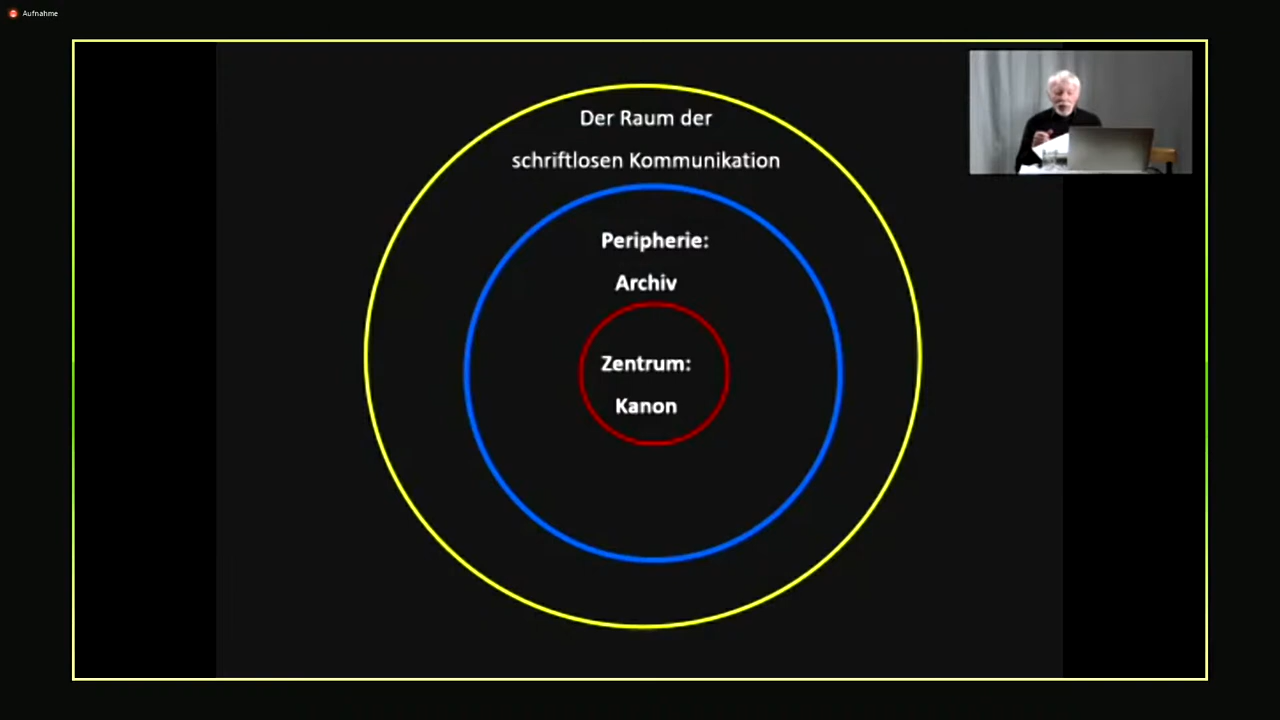 Aufnahme
Der Raum der
schriftlosen Kommunikation
Peripherie:
Archiv
Zentrum:
Kanon